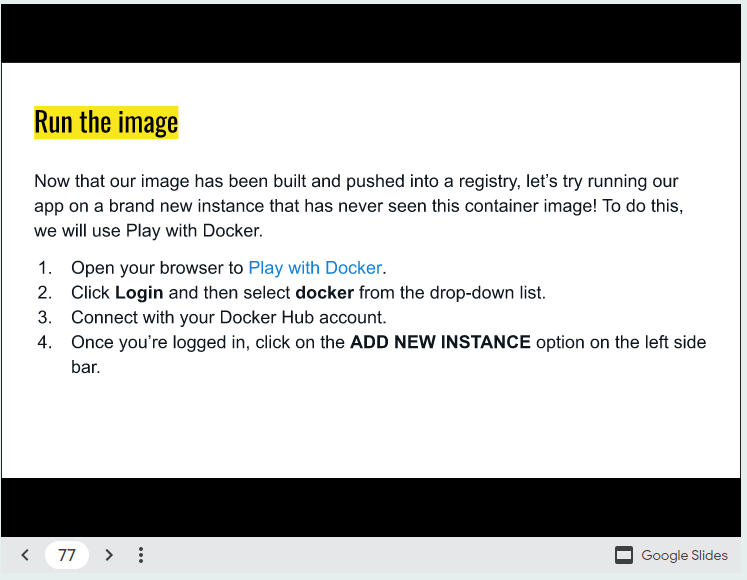 Run the image
Now that our image has been built and pushed into a registry, let’s try running our
app on a brand new instance that has never seen this container image! To do this,
we will use Play with Docker.
1. Open your browser to Play with Docker.
2. Click Login and then select docker from the drop-down list.
3. Connect with your Docker Hub account.
4. Once you’re logged in, click on the ADD NEW INSTANCE option on the left side
bar.
77
Google Slides